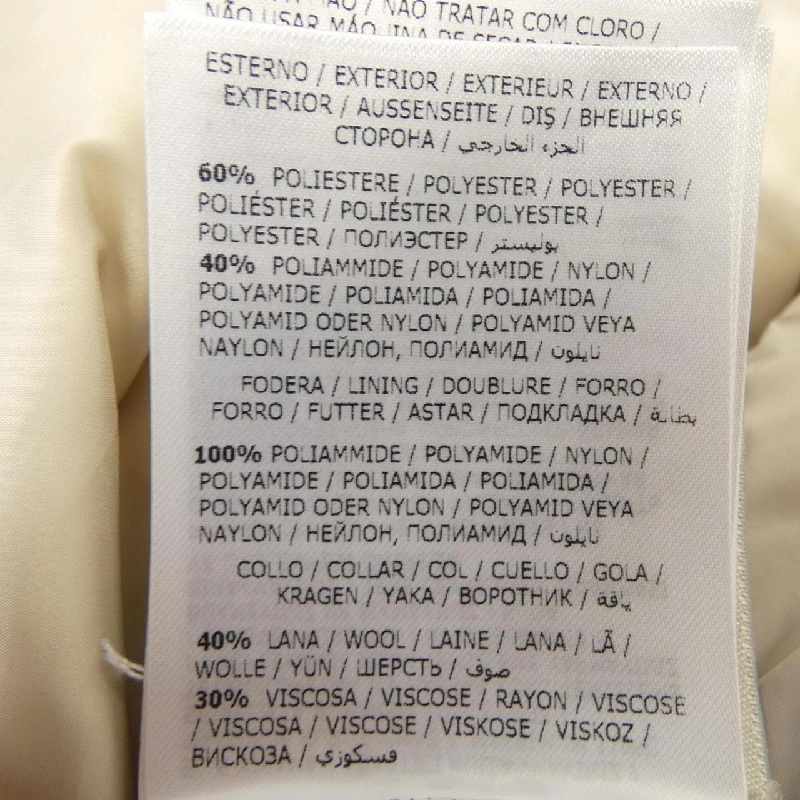 NÃO TRATAR COM CLORO /
NÃO USAR MÁQUINA DE SECAR /
ESTERNO / EXTERIOR / EXTERIEUR / EXTERNO /
EXTERIOR / AUSSENSEITE / DIŞ / ВНЕШНЯЯ
СТОРОНА / الجزء الخارجي
60% POLIESTERE / POLYESTER / POLYESTER /
POLIÉSTER / POLIÉSTER / POLYESTER /
POLYESTER / ПОЛИЭСТЕР / بوليستر
40% POLIAMMIDE / POLYAMIDE / NYLON /
POLYAMIDE / POLIAMIDA / POLIAMIDA /
POLYAMID ODER NYLON / POLYAMID VEYA
NAYLON / НЕЙЛОН, ПОЛИАМИД / نايلون
FODERA / LINING / DOUBLURE / FORRO /
FORRO / FUTTER / ASTAR / ПОДКЛАДКА / بطانة
100% POLIAMMIDE / POLYAMIDE / NYLON /
POLYAMIDE / POLIAMIDA / POLIAMIDA /
POLYAMID ODER NYLON / POLYAMID VEYA
NAYLON / НЕЙЛОН, ПОЛИАМИД / نايلون
COLLO / COLLAR / COL / CUELLO / GOLA /
KRAGEN / YAKA / ВОРОТНИК / ياقة
40% LANA / WOOL / LAINE / LANA / LÃ /
WOLLE / YÜN / ШЕРСТЬ / صوف
30% VISCOSA / VISCOSE / RAYON / VISCOSE
/ VISCOSA / VISCOSE / VISKOSE / VISKOZ /
ВИСКОЗА / فسكوزي